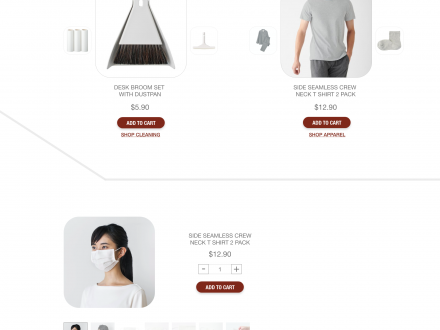 DESK BROOM SET
WITH DUSTPAN
$5.90
ADD TO CART
SHOP CLEANING
SIDE SEAMLESS CREW
NECK T SHIRT 2 PACK
$12.90
ADD TO CART
SHOP APPAREL
SIDE SEAMLESS CREW
NECK T SHIRT 2 PACK
$12.90
- 1 +
ADD TO CART